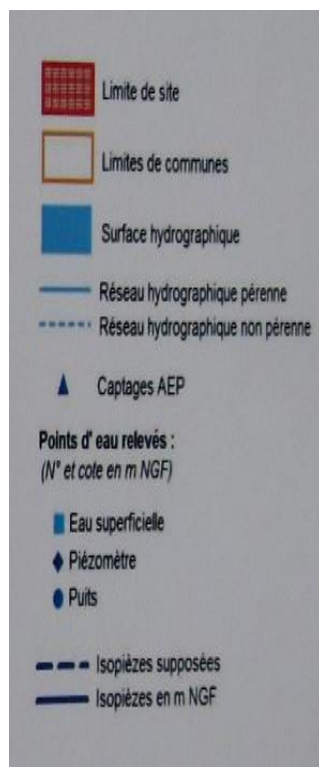 Limite de site
Limites de communes
Surface hydrographique
Réseau hydrographique pérenne
Réseau hydrographique non pérenne
Captages AEP
Points d' eau relevés :
(N° et cote en m NGF)
Eau superficielle
Piézomètre
Puits
Isopièzes supposées
Isopièzes en m NGF